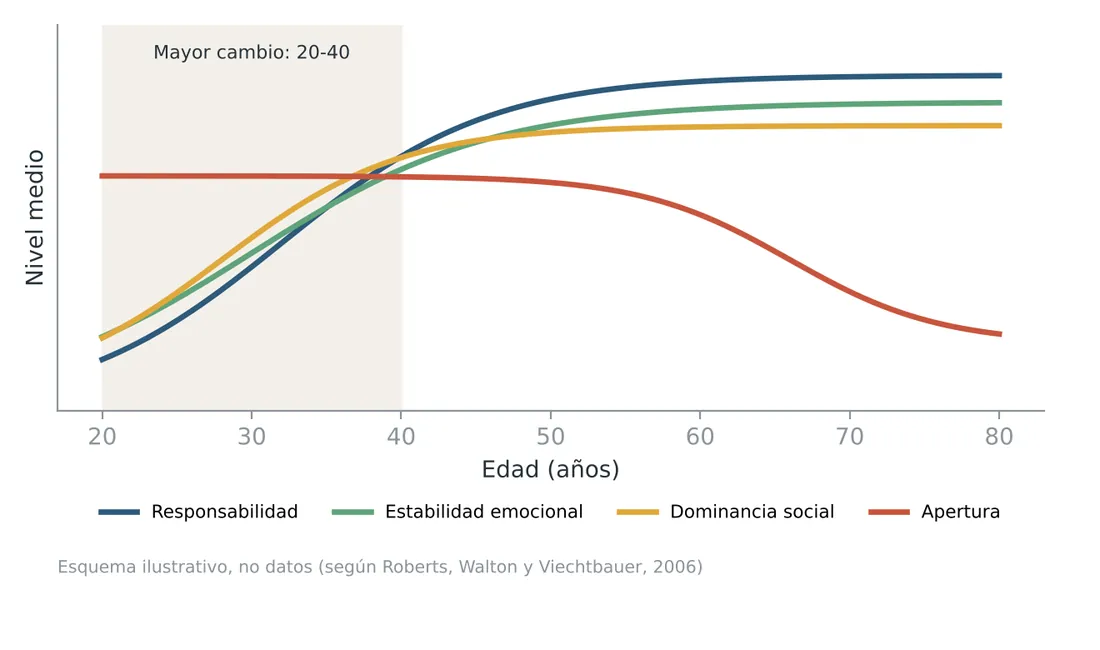 Mayor cambio: 20-40
Nivel medio
20 30 40 50 60 70 80
Edad (años)
Responsabilidad Estabilidad emocional Dominancia social Apertura
Esquema ilustrativo, no datos (según Roberts, Walton y Viechtbauer, 2006)